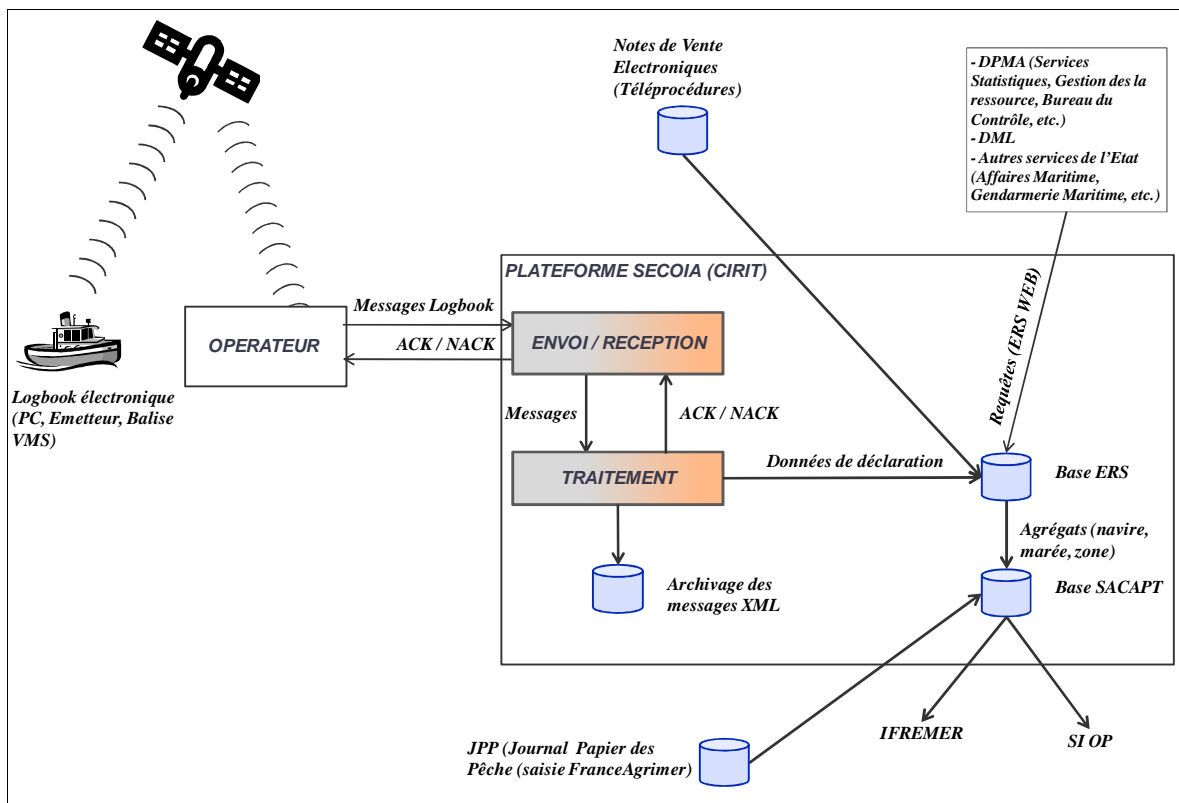 Notes de Vente
Electroniques
(Téléprocédures)
- DPMA (Services
Statistiques, Gestion des la
ressource, Bureau du
Contrôle, etc.)
- DML
- Autres services de l'Etat
(Affaires Maritime,
Gendarmerie Maritime, etc.)
PLATEFORME SECOIA (CIRIT)
Requêtes (ERS WEB)
Messages Logbook
OPERATEUR
ENVOI / RECEPTION
ACK / NACK
Logbook électronique
(PC, Emetteur, Balise
VMS)
Messages
ACK / NACK
TRAITEMENT
Données de déclaration
Base ERS
Agrégats (navire,
marée, zone)
Archivage des
messages XML
Base SACAPT
IFREMER
SI OP
JPP (Journal Papier des
Pêche (saisie FranceAgrimer)